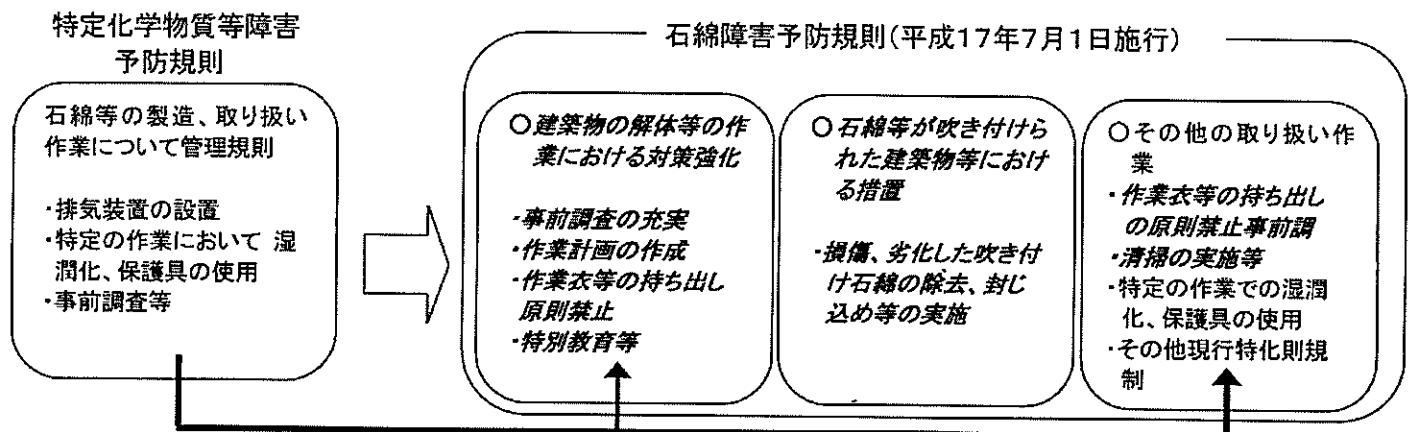 特定化学物質等障害
予防規則
石綿等の製造、取り扱い
作業について管理規則
・排気装置の設置
・特定の作業において 湿
潤化、保護具の使用
・事前調査等
石綿障害予防規則(平成17年7月1日施行)
○建築物の解体等の作
業における対策強化
・事前調査の充実
・作業計画の作成
・作業衣等の持ち出し
原則禁止
・特別教育等
○石綿等が吹き付けら
れた建築物等におけ
る措置
・損傷、劣化した吹き付
け石綿の除去、封じ
込め等の実施
○その他の取り扱い作
業
・作業衣等の持ち出し
の原則禁止事前調
・清掃の実施等
・特定の作業での湿潤
化、保護具の使用
・その他現行特化則規
制